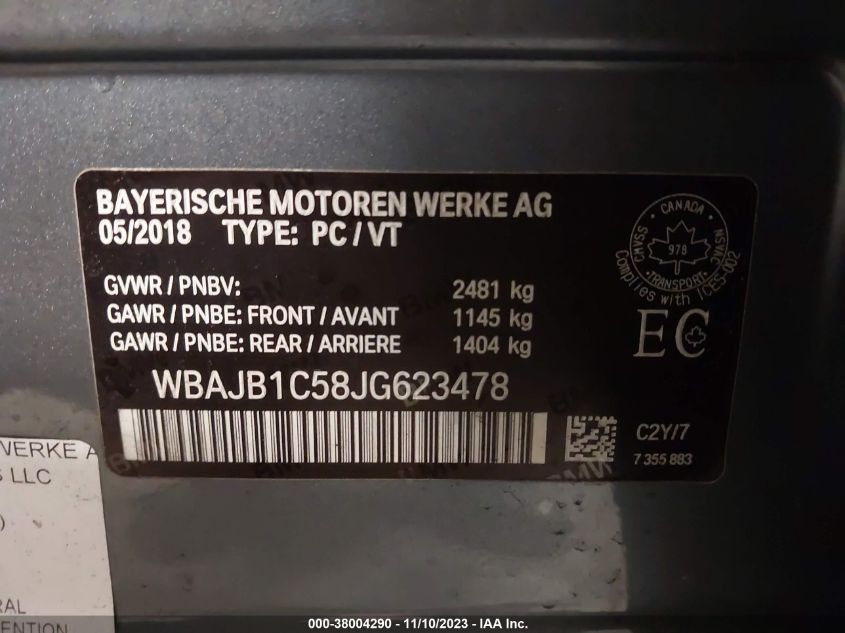 BAYERISCHE MOTOREN WERKE AG
05/2018 TYPE: PC / VT
GVWR / PNBV: 2481 kg
GAWR / PNBE: FRONT / AVANT 1145 kg
GAWR / PNBE: REAR / ARRIERE 1404 kg
WBAJB1C58JG623478
CANADA
CMVSS
NSVAC
978
TRANSPORT
Complies with ICES-002
EC
C2Y/7
7 355 883
WERKE A
S LLC
)
RAL
ENTION
000-38004290 - 11/10/2023 - IAA Inc.